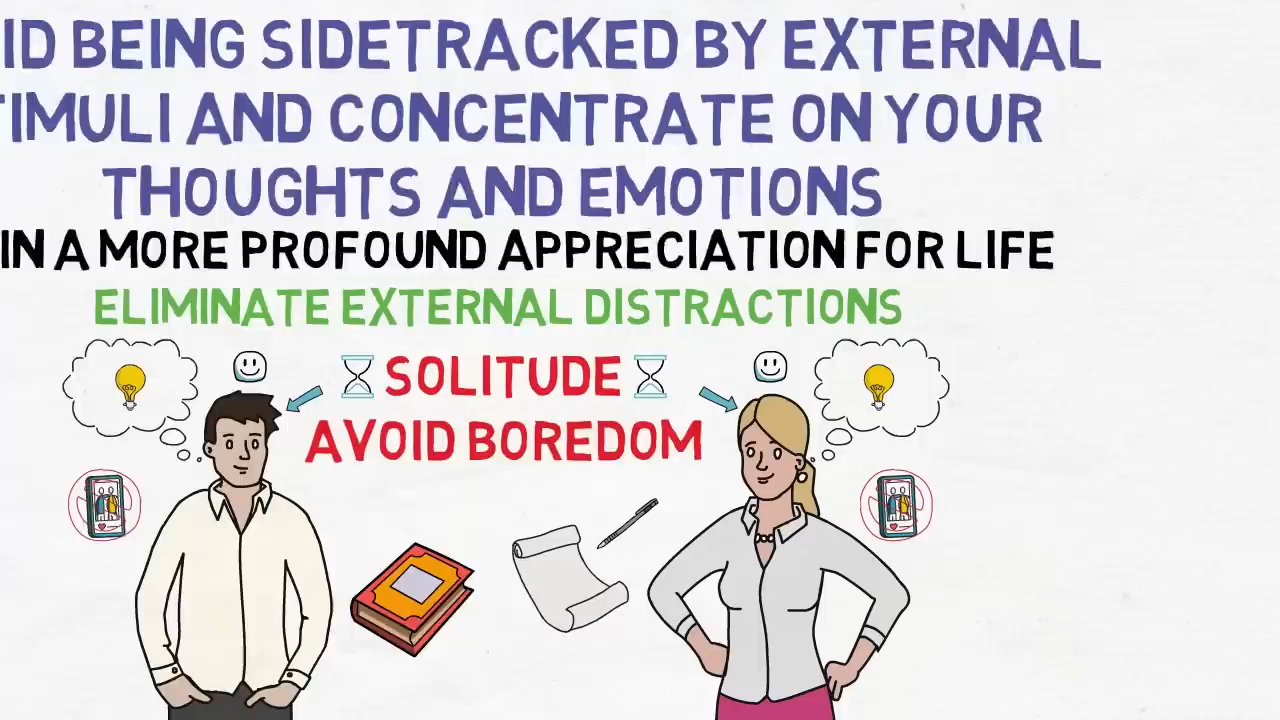 BEING SIDETRACKED BY EXTERNAL
AND CONCENTRATE ON YOUR
THOUGHTS AND EMOTIONS
IN A MORE PROFOUND APPRECIATION FOR LIFE
ELIMINATE EXTERNAL DISTRACTIONS
SOLITUDE
AVOID BOREDOM